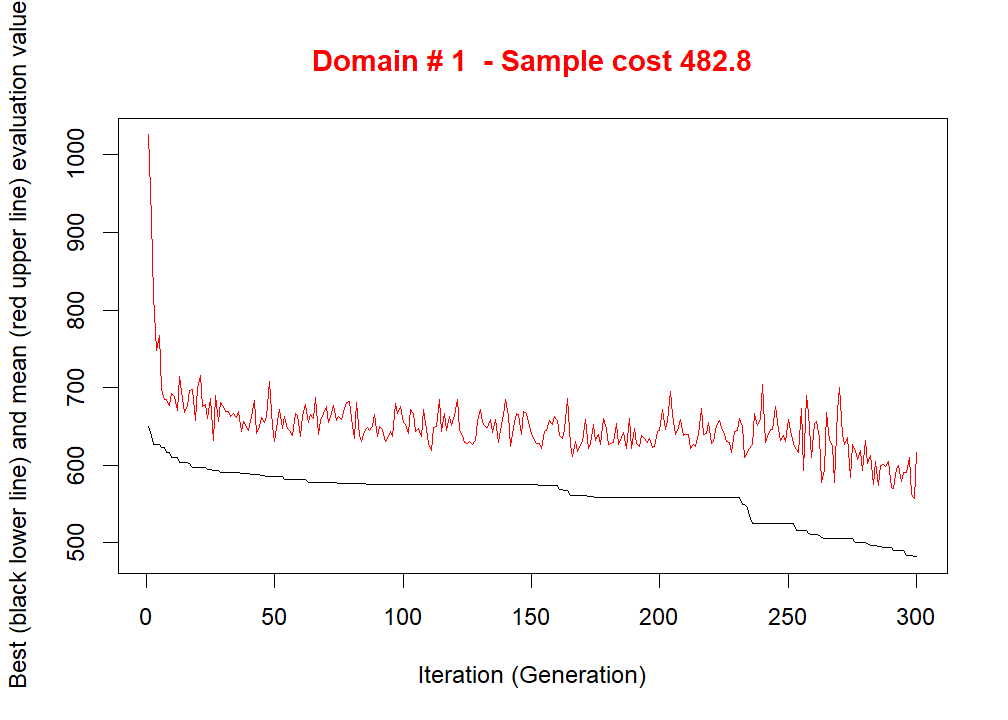 Domain # 1  - Sample cost 482.8
Best (black lower line) and mean (red upper line) evaluation value
1000
900
800
700
600
500
0 50 100 150 200 250 300
Iteration (Generation)